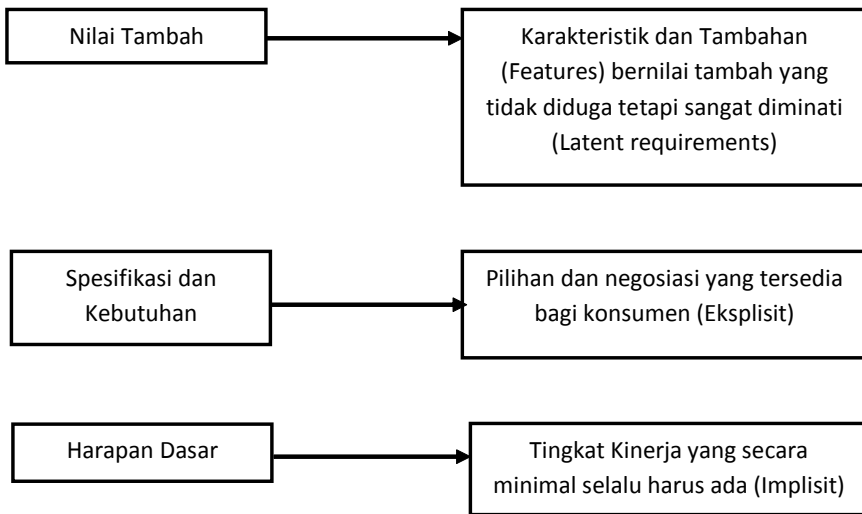 Nilai Tambah
Karakteristik dan Tambahan
(Features) bernilai tambah yang
tidak diduga tetapi sangat diminati
(Latent requirements)
Spesifikasi dan
Kebutuhan
Pilihan dan negosiasi yang tersedia
bagi konsumen (Eksplisit)
Harapan Dasar
Tingkat Kinerja yang secara
minimal selalu harus ada (Implisit)